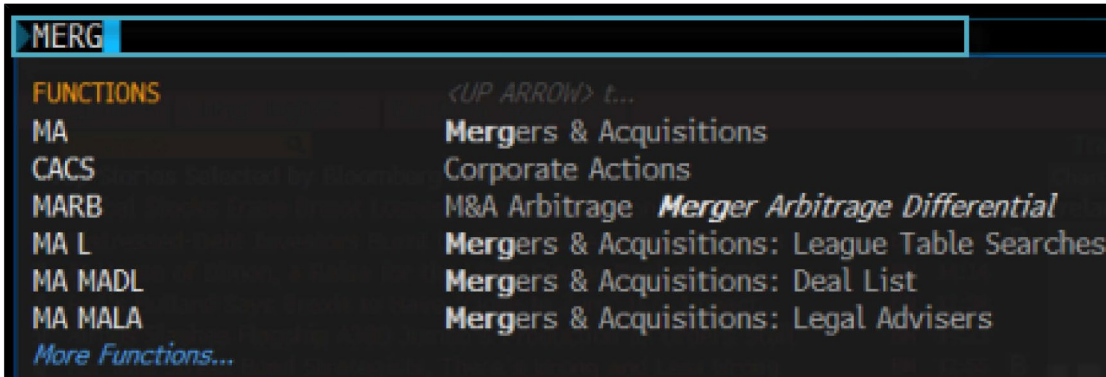 MERG
FUNCTIONS <UP ARROW> t...
MA Mergers & Acquisitions
CACS Corporate Actions
MARB M&A Arbitrage Merger Arbitrage Differential
MA L Mergers & Acquisitions: League Table Searches
MA MADL Mergers & Acquisitions: Deal List
MA MALA Mergers & Acquisitions: Legal Advisers
More Functions...